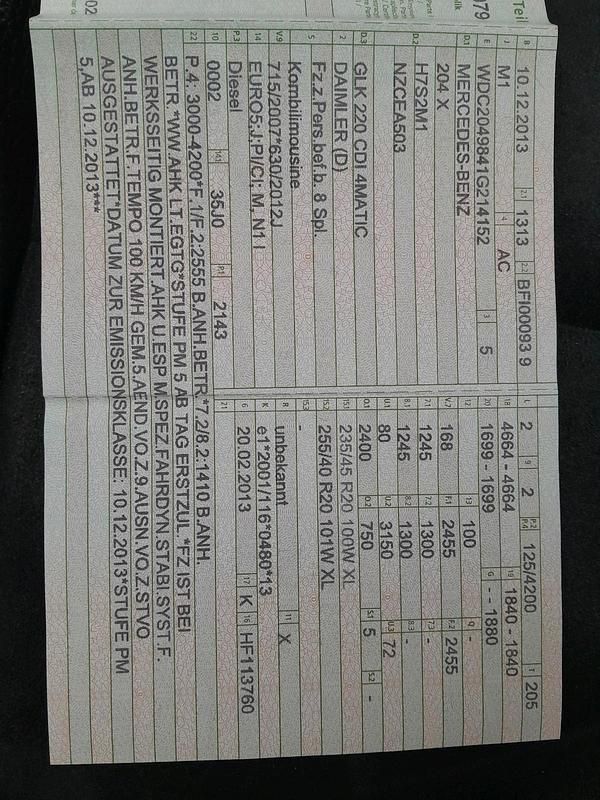 Teil
B 10.12.2013 2.1 1313 2.2 BFI00093 9
J M1 4 AC
E WDC2049841G214152 3 5
D.1 MERCEDES-BENZ
D.2 204 X
H7S2M1
NZCEA503
D.3 GLK 220 CDI 4MATIC
2 DAIMLER (D)
5 Fz.z.Pers.bef.b. 8 Spl.
Kombilimousine
V.9 715/2007*630/2012J
14 EURO5;J;PI/CI; M, N1 I
P.3 Diesel
10 0002 14.1 35J0 P.1 2143
L 2 9 2 P.2 P.4 125/4200 T 205
18 4664 - 4664 19 1840 - 1840
20 1699 - 1699 G - - 1880
12 - 13 100 Q -
V.7 168 F.1 2455 F.2 2455
7.1 1245 7.2 1300 7.3 -
8.1 1245 8.2 1300 8.3 -
U.1 80 U.2 3150 U.3 72
O.1 2400 O.2 750 S.1 5 S.2 -
15.1 235/45 R20 100W XL
15.2 255/40 R20 101W XL
15.3 -
R unbekannt 11 X
K e1*2001/116*0480*13
6 20.02.2013 17 K 16 HF113760
21
22 P.4: 3000-4200*F.1/F.2:2555 B.ANH.BETR.*7.2/8.2:1410 B.ANH.
BETR.*WW.AHK LT.EGTG*STUFE PM 5 AB TAG ERSTZUL.*FZ IST BEI
WERKSSEITIG MONTIERT.AHK U.ESP M.SPEZ.FAHRDYN.STABI.SYST.F.
ANH.BETR.F.TEMPO 100 KM/H GEM.5.AEND.VO.Z.9.AUSN.VO.Z.STVO
AUSGESTATTET*DATUM ZUR EMISSIONSKLASSE: 10.12.2013*STUFE PM
5,AB 10.12.2013***